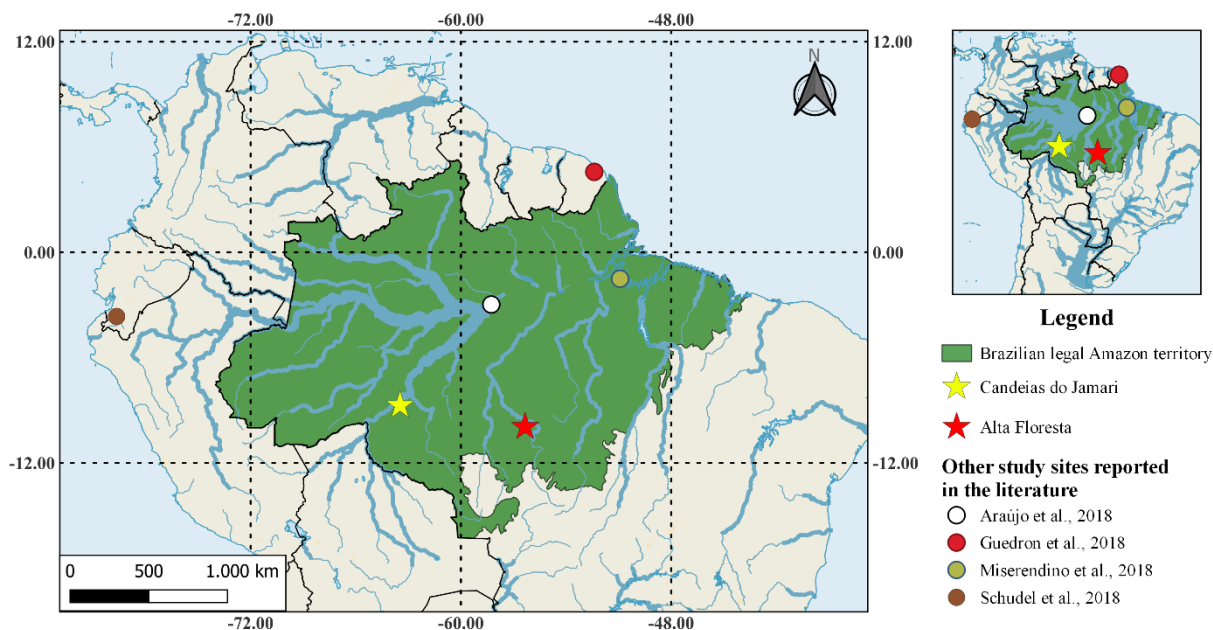 -72.00 -60.00 -48.00
12.00 12.00
N
0.00 0.00
-12.00 -12.00
0 500 1.000 km
-72.00 -60.00 -48.00
Legend
Brazilian legal Amazon territory
Candeias do Jamari
Alta Floresta
Other study sites reported
in the literature
Araújo et al., 2018
Guedron et al., 2018
Miserendino et al., 2018
Schudel et al., 2018